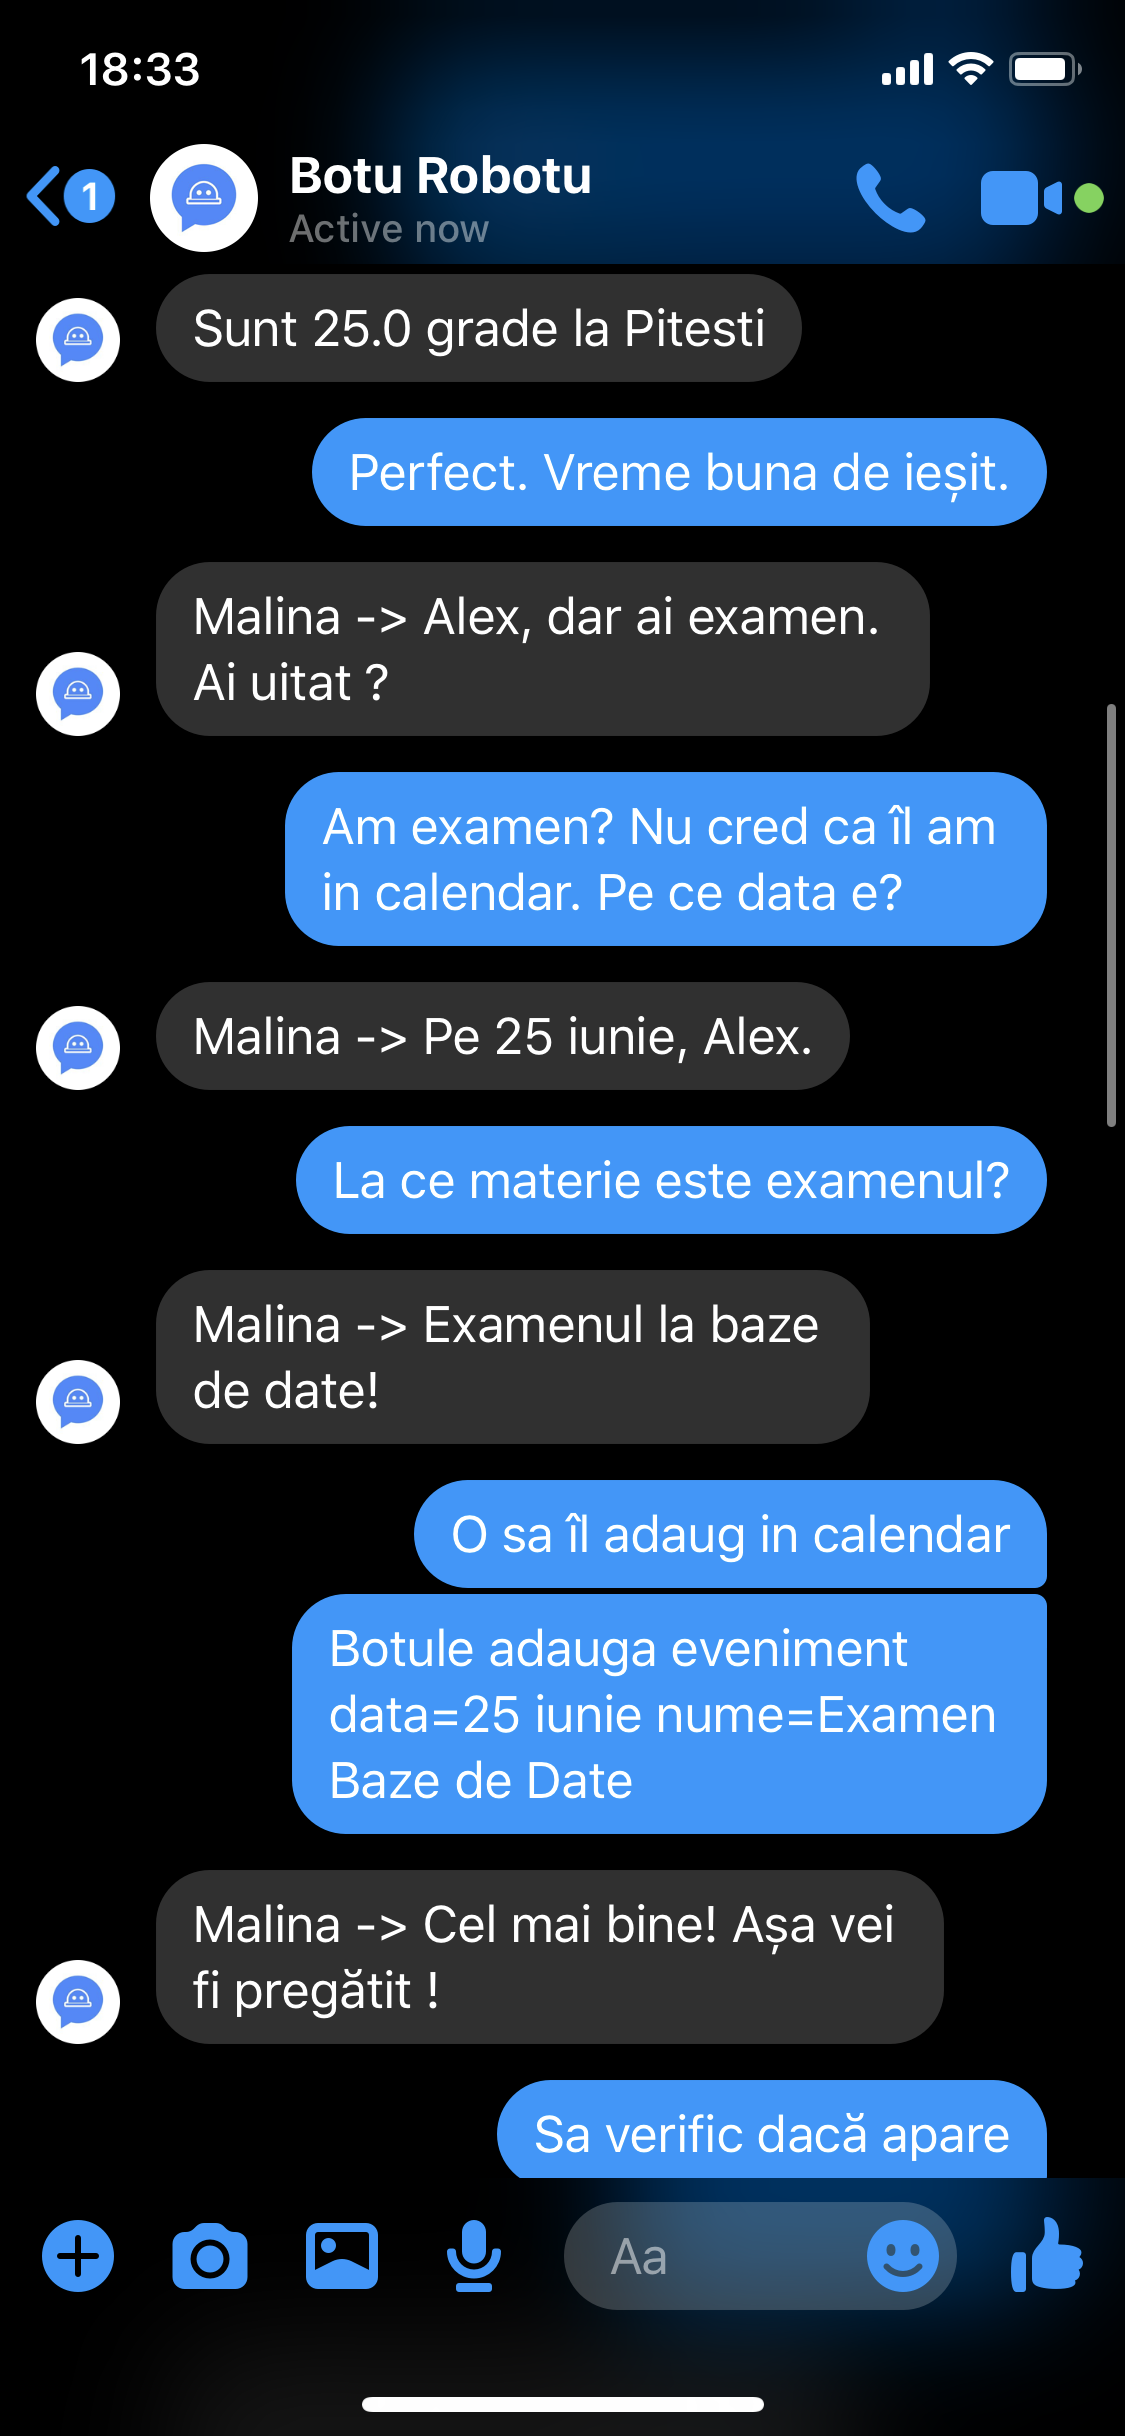 18:33
1
Botu Robotu
Active now
Sunt 25.0 grade la Pitesti
Perfect. Vreme buna de ieșit.
Malina -> Alex, dar ai examen.
Ai uitat ?
Am examen? Nu cred ca îl am
in calendar. Pe ce data e?
Malina -> Pe 25 iunie, Alex.
La ce materie este examenul?
Malina -> Examenul la baze
de date!
O sa îl adaug in calendar
Botule adauga eveniment
data=25 iunie nume=Examen
Baze de Date
Malina -> Cel mai bine! Așa vei
fi pregătit !
Sa verific dacă apare
Aa